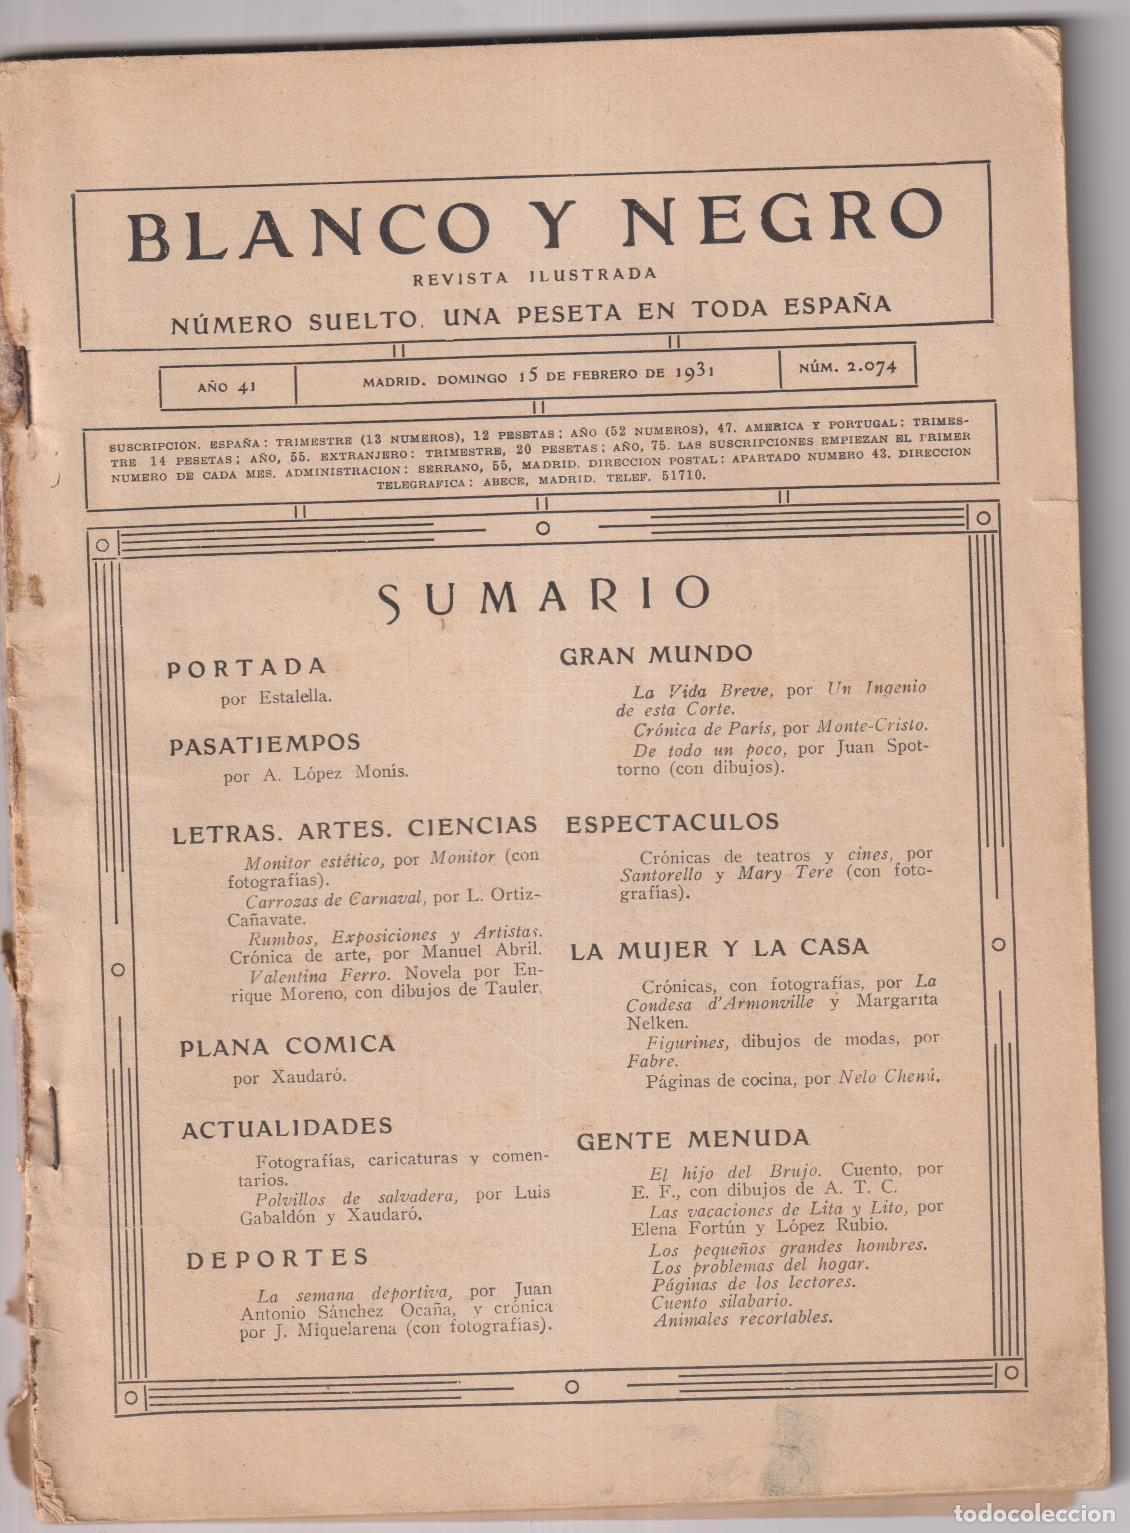 BLANCO Y NEGRO
REVISTA ILUSTRADA
NÚMERO SUELTO, UNA PESETA EN TODA ESPAÑA
AÑO 41
MADRID. DOMINGO 15 DE FEBRERO DE 1931
NÚM. 2.074
SUSCRIPCION. ESPAÑA: TRIMESTRE (13 NUMEROS), 12 PESETAS; AÑO (52 NUMEROS), 47. AMERICA Y PORTUGAL: TRIMES-
TRE 14 PESETAS; AÑO, 55. EXTRANJERO: TRIMESTRE, 20 PESETAS; AÑO, 75. LAS SUSCRIPCIONES EMPIEZAN EL PRIMER
NUMERO DE CADA MES. ADMINISTRACION: SERRANO, 55, MADRID. DIRECCION POSTAL: APARTADO NUMERO 43. DIRECCION
TELEGRAFICA: ABECE, MADRID. TELEF. 51710.
SUMARIO
PORTADA
por Estalella.
PASATIEMPOS
por A. López Monís.
LETRAS. ARTES. CIENCIAS
Monitor estético, por Monitor (con
fotografías).
Carrozas de Carnaval, por L. Ortiz-
Cañavate.
Rumbos, Exposiciones y Artistas.
Crónica de arte, por Manuel Abril.
Valentina Ferro. Novela por En-
rique Moreno, con dibujos de Tauler.
PLANA COMICA
por Xaudaró.
ACTUALIDADES
Fotografías, caricaturas y comen-
tarios.
Polvillos de salvadera, por Luis
Gabaldón y Xaudaró.
DEPORTES
La semana deportiva, por Juan
Antonio Sánchez Ocaña, y crónica
por J. Miquelarena (con fotografías).
GRAN MUNDO
La Vida Breve, por Un Ingenio
de esta Corte.
Crónica de París, por Monte-Cristo.
De todo un poco, por Juan Spot-
torno (con dibujos).
ESPECTACULOS
Crónicas de teatros y cines, por
Santorello y Mary Tere (con foto-
grafías).
LA MUJER Y LA CASA
Crónicas, con fotografías, por La
Condesa d'Armonville y Margarita
Nelken.
Figurines, dibujos de modas, por
Fabre.
Páginas de cocina, por Nelo Chenú.
GENTE MENUDA
El hijo del Brujo. Cuento, por
E. F., con dibujos de A. T. C.
Las vacaciones de Lita y Lito, por
Elena Fortún y López Rubio.
Los pequeños grandes hombres.
Los problemas del hogar.
Páginas de los lectores.
Cuento silabario.
Animales recortables.
todocoleccion